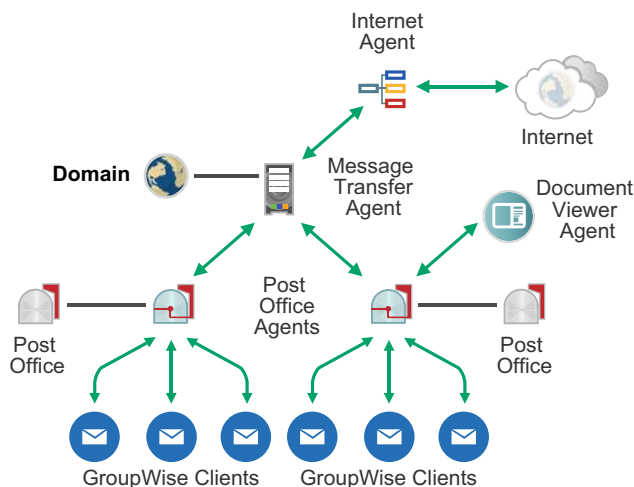 Internet
Agent
Internet
Domain
Message
Transfer
Agent
Document
Viewer
Agent
Post
Office
Agents
Post
Office
Post
Office
GroupWise Clients
GroupWise Clients